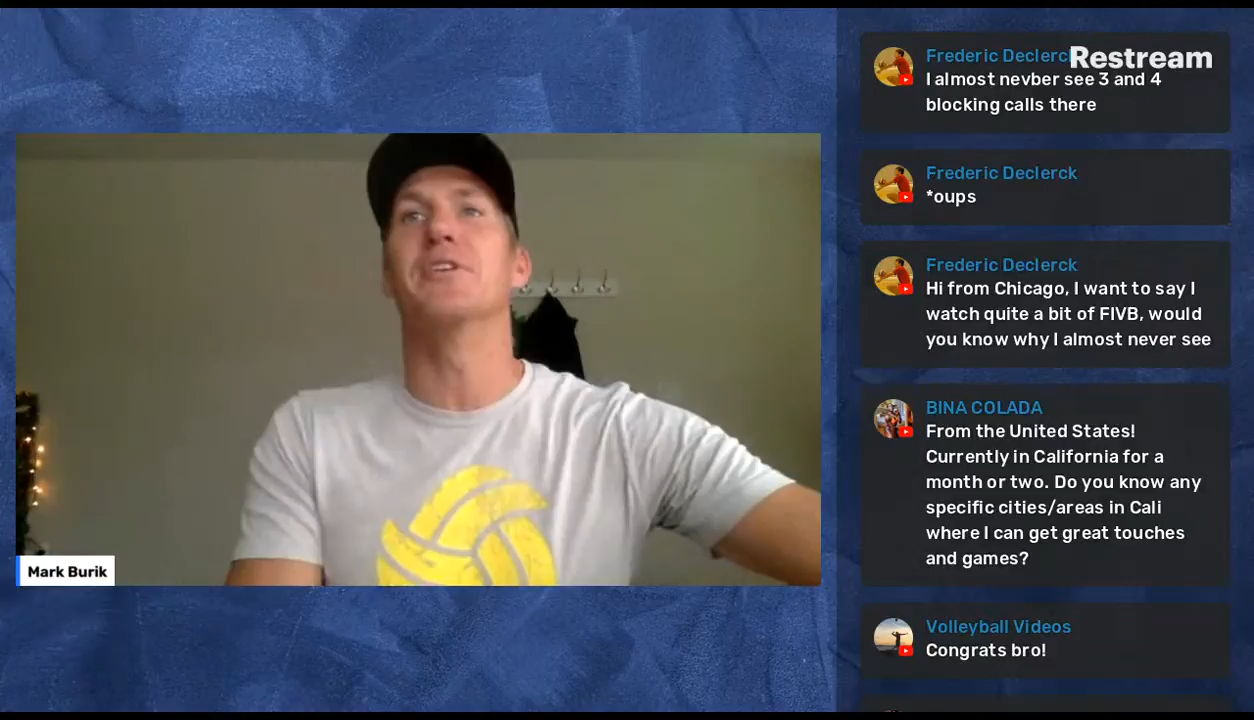 Mark Burik
Restream
Frederic Declerck
I almost nevber see 3 and 4
blocking calls there
Frederic Declerck
*oups
Frederic Declerck
Hi from Chicago, I want to say I
watch quite a bit of FIVB, would
you know why I almost never see
BINA COLADA
From the United States!
Currently in California for a
month or two. Do you know any
specific cities/areas in Cali
where I can get great touches
and games?
Volleyball Videos
Congrats bro!